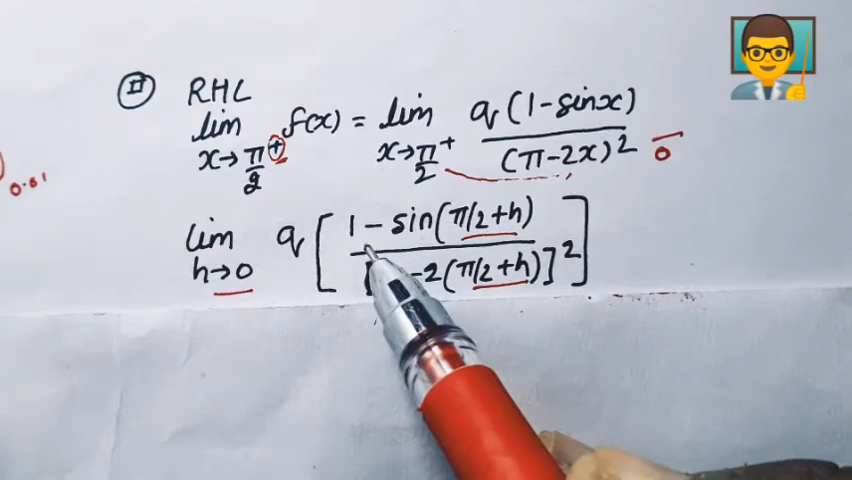 II RHL
lim x→π/2⁺ f(x) = lim x→π/2⁺ q(1-sinx)/(π-2x)² 0
0.01
lim h→0 q[1-sin(π/2+h)/[-2(π/2+h)]²]